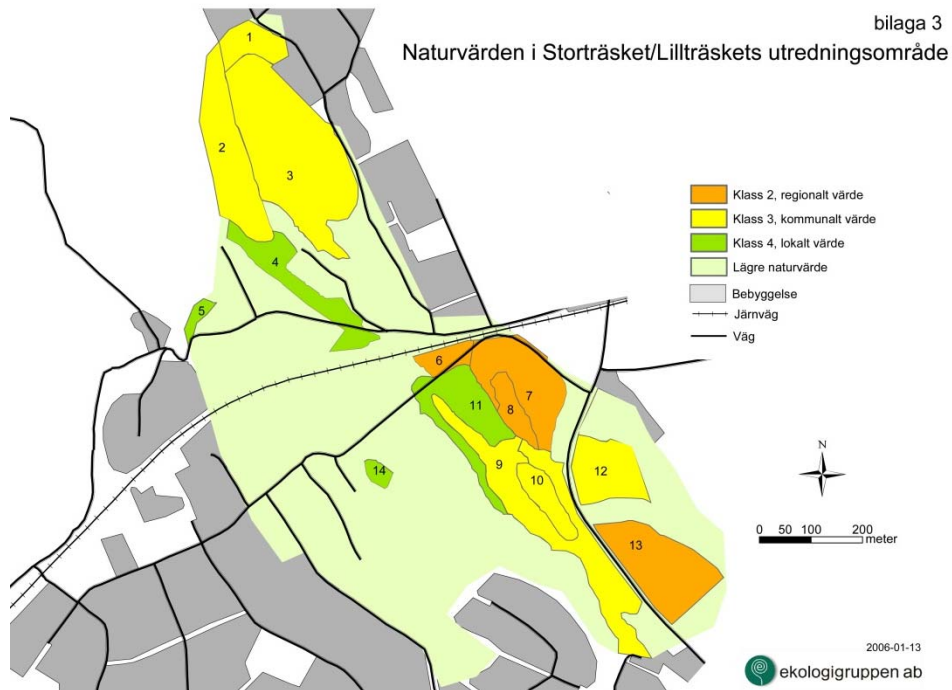 bilaga 3
Naturvärden i Storträsket/Lillträskets utredningsområde
1
2
3
4
5
6
7
8
9
10
11
12
13
14
Klass 2, regionalt värde
Klass 3, kommunalt värde
Klass 4, lokalt värde
Lägre naturvärde
Bebyggelse
Järnväg
Väg
N
0 50 100 200
meter
2006-01-13
ekologigruppen ab